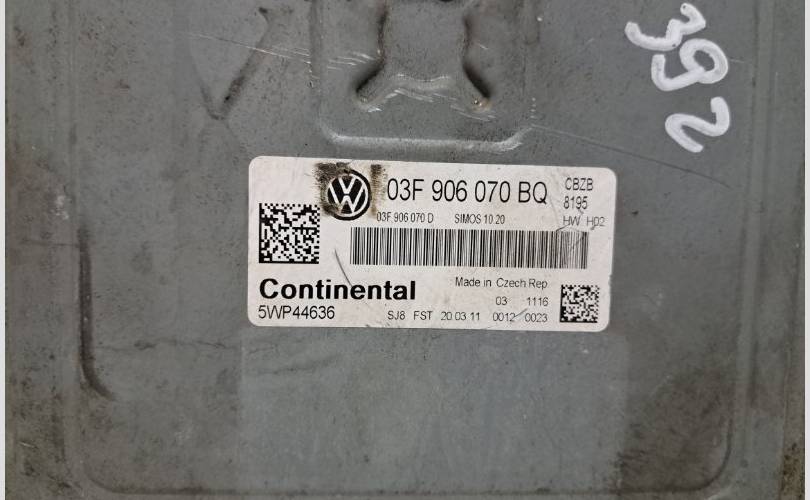 392
VW
03F 906 070 BQ
CBZB
8195
03F 906 070 D SIMOS 10 20
HW H02
Continental
Made in Czech Rep
03 1116
5WP44636
SJ8 FST 20 03 11 0012 0023